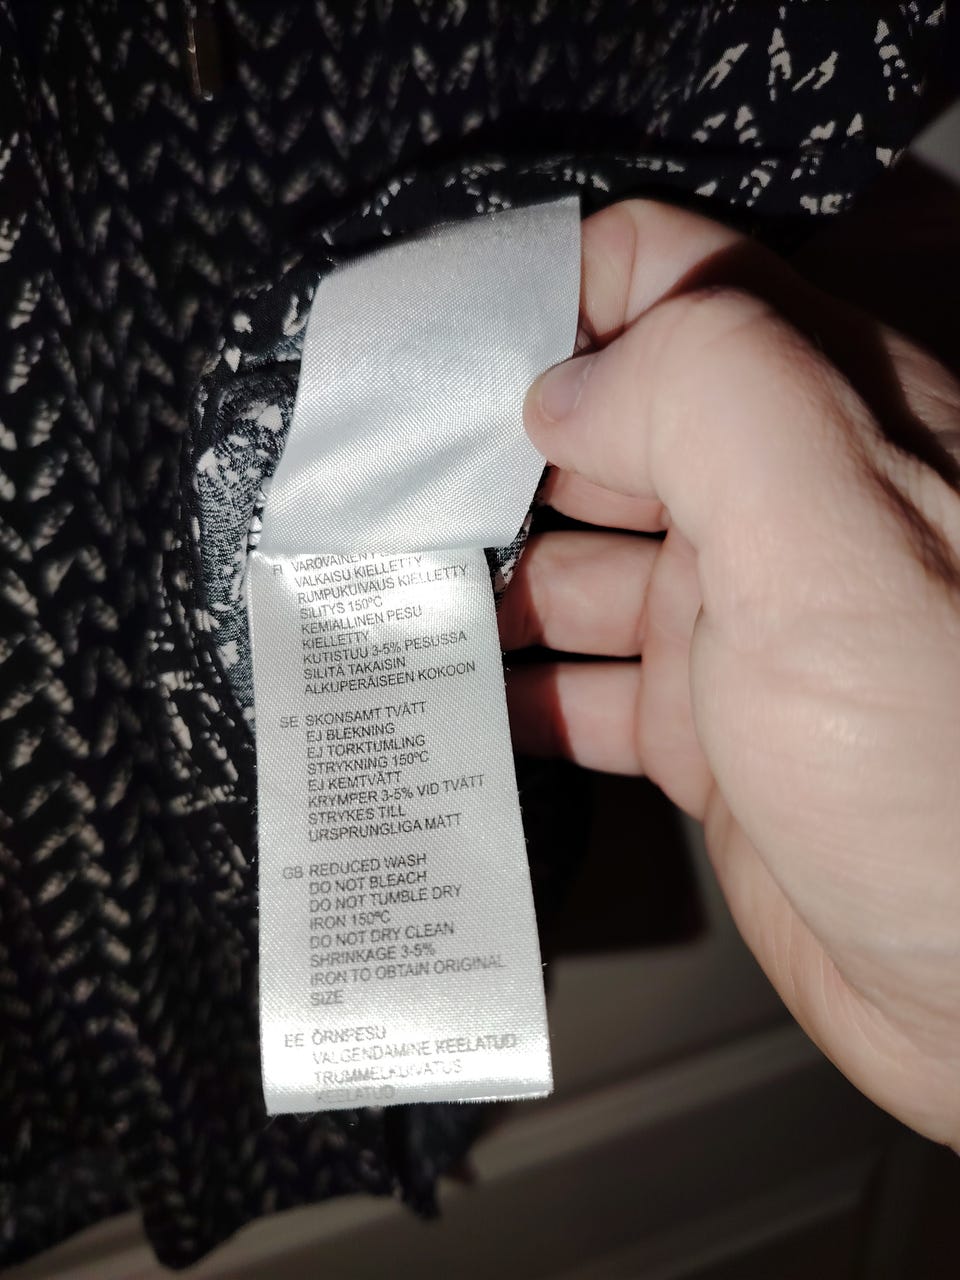 FI VAROVAINEN
VALKAISU KIELLETTY
RUMPUKUIVAUS KIELLETTY
SILITYS 150ºC
KEMIALLINEN PESU
KIELLETTY
KUTISTUU 3-5% PESUSSA
SILITÄ TAKAISIN
ALKUPERÄISEEN KOKOON
SE SKONSAMT TVÄTT
EJ BLEKNING
EJ TORKTUMLING
STRYKNING 150ºC
EJ KEMTVÄTT
KRYMPER 3-5% VID TVÄTT
STRYKES TILL
URSPRUNGLIGA MÅTT
GB REDUCED WASH
DO NOT BLEACH
DO NOT TUMBLE DRY
IRON 150ºC
DO NOT DRY CLEAN
SHRINKAGE 3-5%
IRON TO OBTAIN ORIGINAL
SIZE
EE ÕRNPESU
VALGENDAMINE KEELATUD
TRUMMELKUIVATUS
KEELATUD